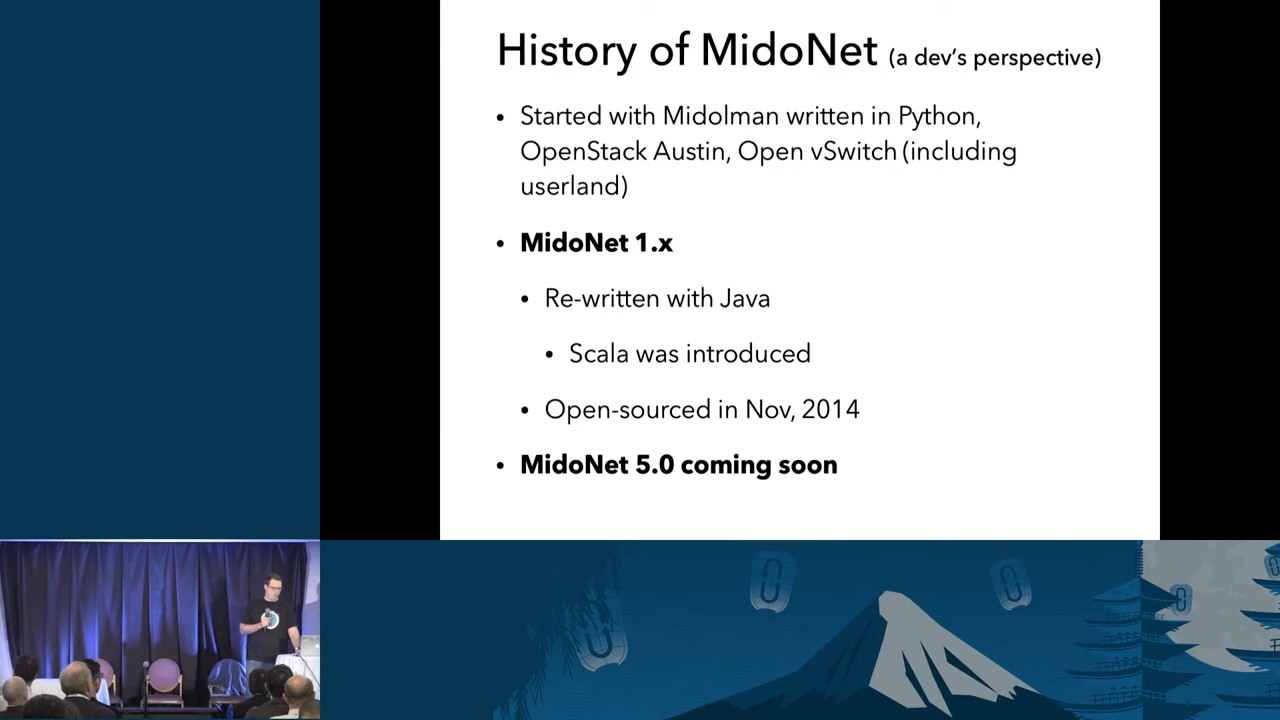 History of MidoNet (a dev's perspective)
• Started with Midolman written in Python,
OpenStack Austin, Open vSwitch (including
userland)
• MidoNet 1.x
• Re-written with Java
• Scala was introduced
• Open-sourced in Nov, 2014
• MidoNet 5.0 coming soon